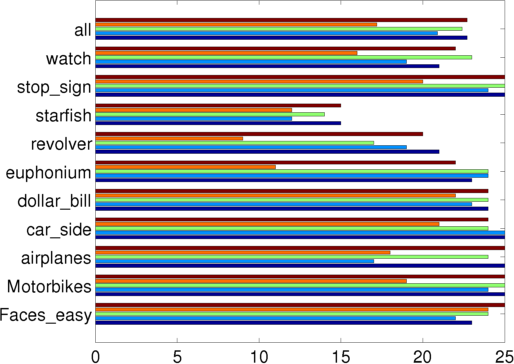 all
watch
stop_sign
starfish
revolver
euphonium
dollar_bill
car_side
airplanes
Motorbikes
Faces_easy
0 5 10 15 20 25